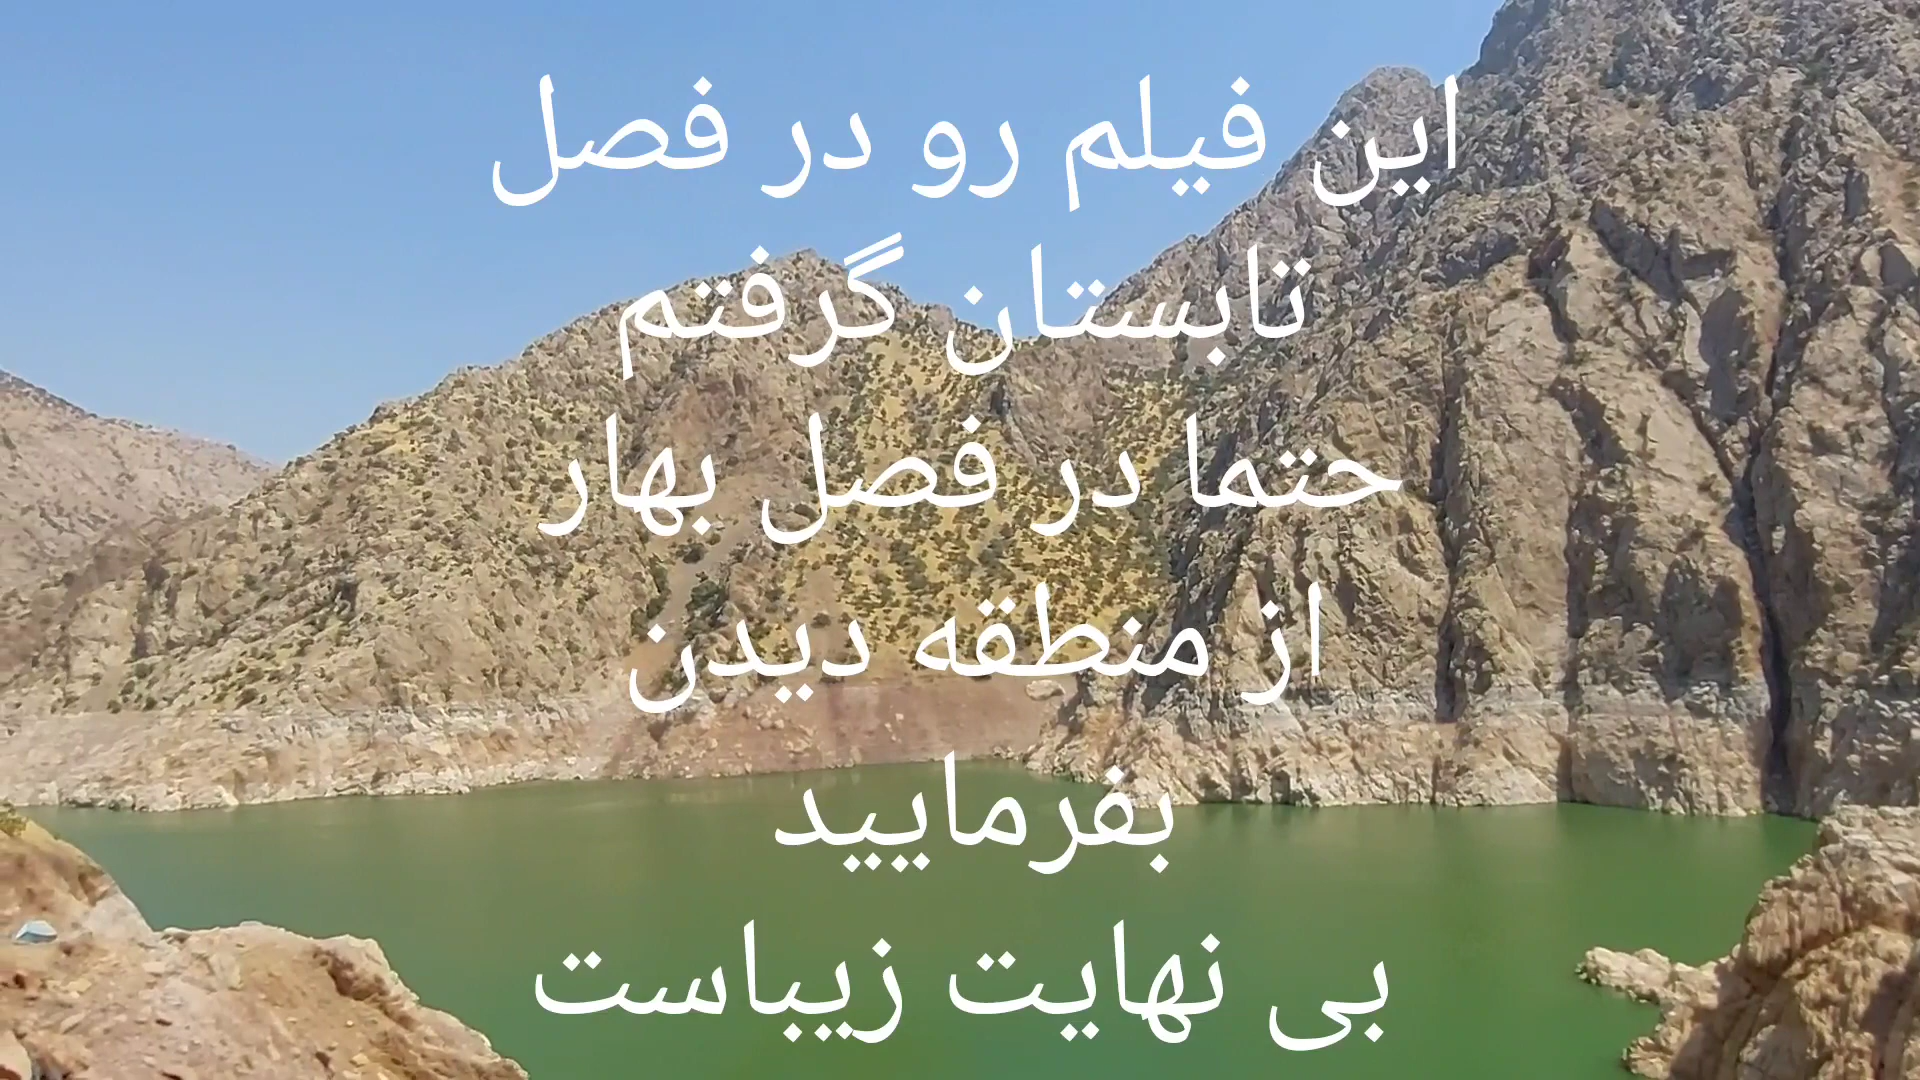 این فیلم رو در فصل
تابستان گرفتم
حتما در فصل بهار
از منطقه دیدن
بفرمایید
بی نهایت زیباست